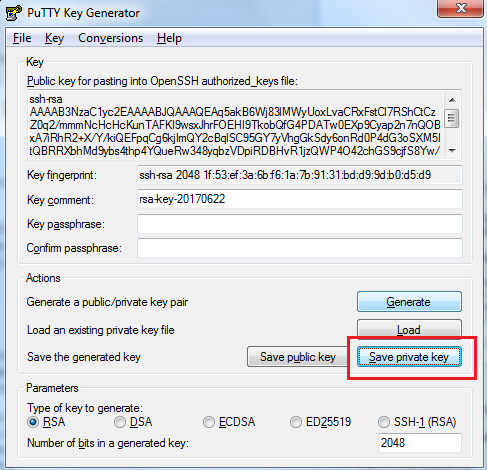 PuTTY Key Generator
File Key Conversions Help
Key
Public key for pasting into OpenSSH authorized_keys file:
ssh-rsa
AAAAB3NzaC1yc2EAAAABJQAAAQEAq5akB6Wj83IMWyUoxLvaCRxFstCl7RShCtCz
Z0q2/mmmNcHcHcKunTAFKI9wsxJhrFOEHI9TkobQfG4PDATw0EXp9Cyap2n7nQOB
xA7iRhR2+X/Y/kiQEFpqCg6kjImQY2cBqlSC95GY7yVhgGkSdy6onRd0P4dG3oSXM5l
tQBRRXbhMd9ybs4thp4YQueRw348yqbzVDpiRDBHvR1jzQWP4O42chGS9cjfS8Yw/
Key fingerprint: ssh-rsa 2048 1f:53:ef:3a:6b:f6:1a:7b:91:31:bd:d9:9d:b0:d5:d9
Key comment: rsa-key-20170622
Key passphrase:
Confirm passphrase:
Actions
Generate a public/private key pair Generate
Load an existing private key file Load
Save the generated key Save public key Save private key
Parameters
Type of key to generate:
RSA DSA ECDSA ED25519 SSH-1 (RSA)
Number of bits in a generated key: 2048